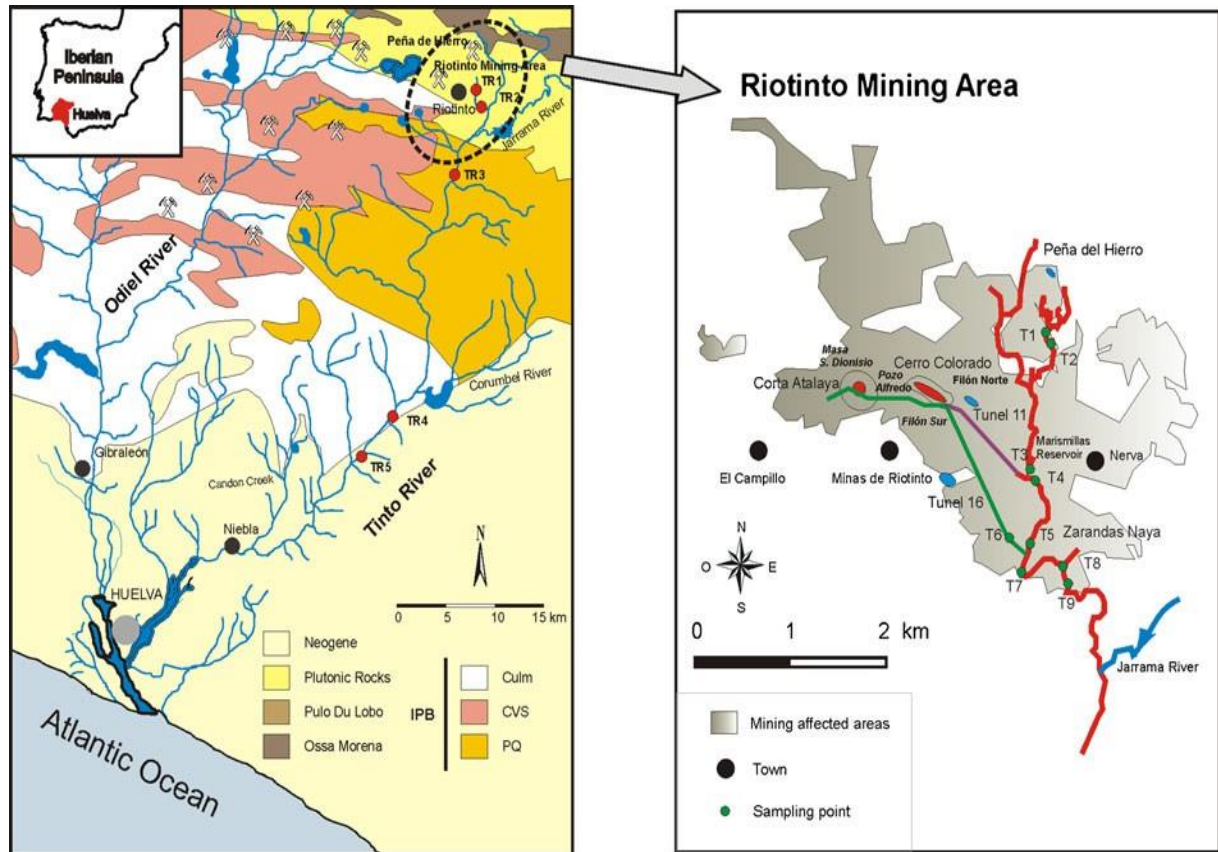 Iberian
Peninsula
Huelva
Peña de Hierro
Riotinto Mining Area
TR1
Riotinto
TR2
Jarrama River
TR3
Odiel River
Corumbel River
TR4
TR5
Gibraleón
Candon Creek
Tinto River
Niebla
HUELVA
N
0 5 10 15 km
Neogene
Plutonic Rocks
Pulo Du Lobo
Ossa Morena
IPB
Culm
CVS
PQ
Atlantic Ocean
Riotinto Mining Area
Peña del Hierro
T1
T2
Masa
S. Dionisio
Cerro Colorado
Pozo
Alfredo
Filón Norte
Corta Atalaya
Tunel 11
Filón Sur
T3
Marismillas
Reservoir
T4
Nerva
El Campillo
Minas de Riotinto
Tunel 16
T6
T5
Zarandas Naya
T7
T8
T9
N
O
E
S
0 1 2 km
Jarrama River
Mining affected areas
Town
Sampling point